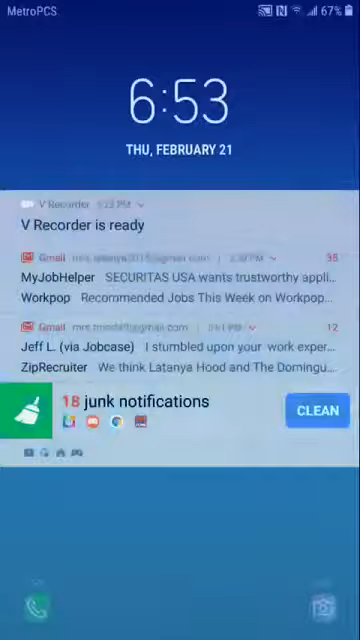 MetroPCS 67%
6:53
THU, FEBRUARY 21
V Recorder
V Recorder is ready
Gmail 35
MyJobHelper SECURITAS USA wants trustworthy appli...
Workpop Recommended Jobs This Week on Workpop...
Gmail 12
Jeff L. (via Jobcase) I stumbled upon your work exper...
ZipRecruiter We think Latanya Hood and The Domingu...
18 junk notifications
CLEAN